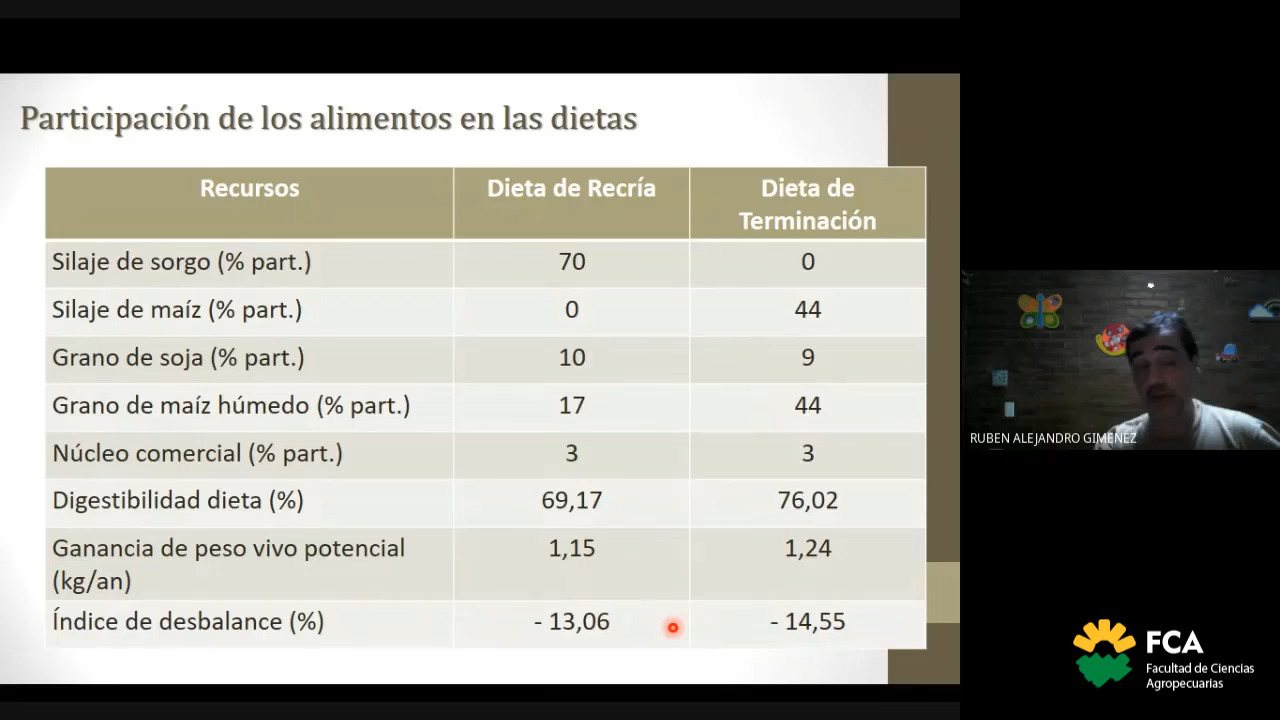 Participación de los alimentos en las dietas
Recursos
Dieta de Recría
Dieta de
Terminación
Silaje de sorgo (% part.)
70
0
Silaje de maíz (% part.)
0
44
Grano de soja (% part.)
10
9
Grano de maíz húmedo (% part.)
17
44
Núcleo comercial (% part.)
3
3
Digestibilidad dieta (%)
69,17
76,02
Ganancia de peso vivo potencial
(kg/an)
1,15
1,24
Índice de desbalance (%)
- 13,06
- 14,55
RUBEN ALEJANDRO GIMENEZ
FCA
Facultad de Ciencias
Agropecuarias